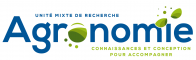 UNITÉ MIXTE DE RECHERCHE
Agronomie
CONNAISSANCES ET CONCEPTION
POUR ACCOMPAGNER